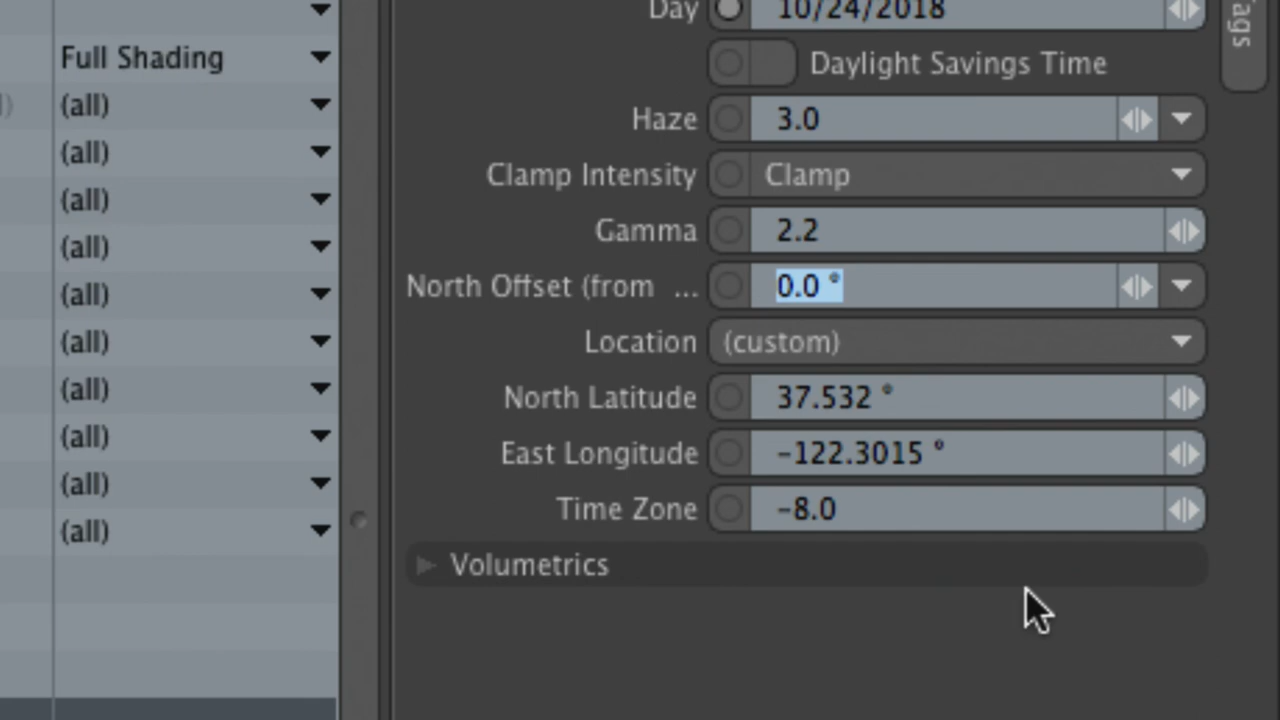 Day 10/24/2018
Full Shading
Daylight Savings Time
(all)
Haze 3.0
(all)
Clamp Intensity Clamp
(all)
Gamma 2.2
(all)
North Offset (from ... 0.0 °
(all)
Location (custom)
(all)
North Latitude 37.532 °
(all)
East Longitude -122.3015 °
(all)
(all)
Time Zone -8.0
(all)
Volumetrics